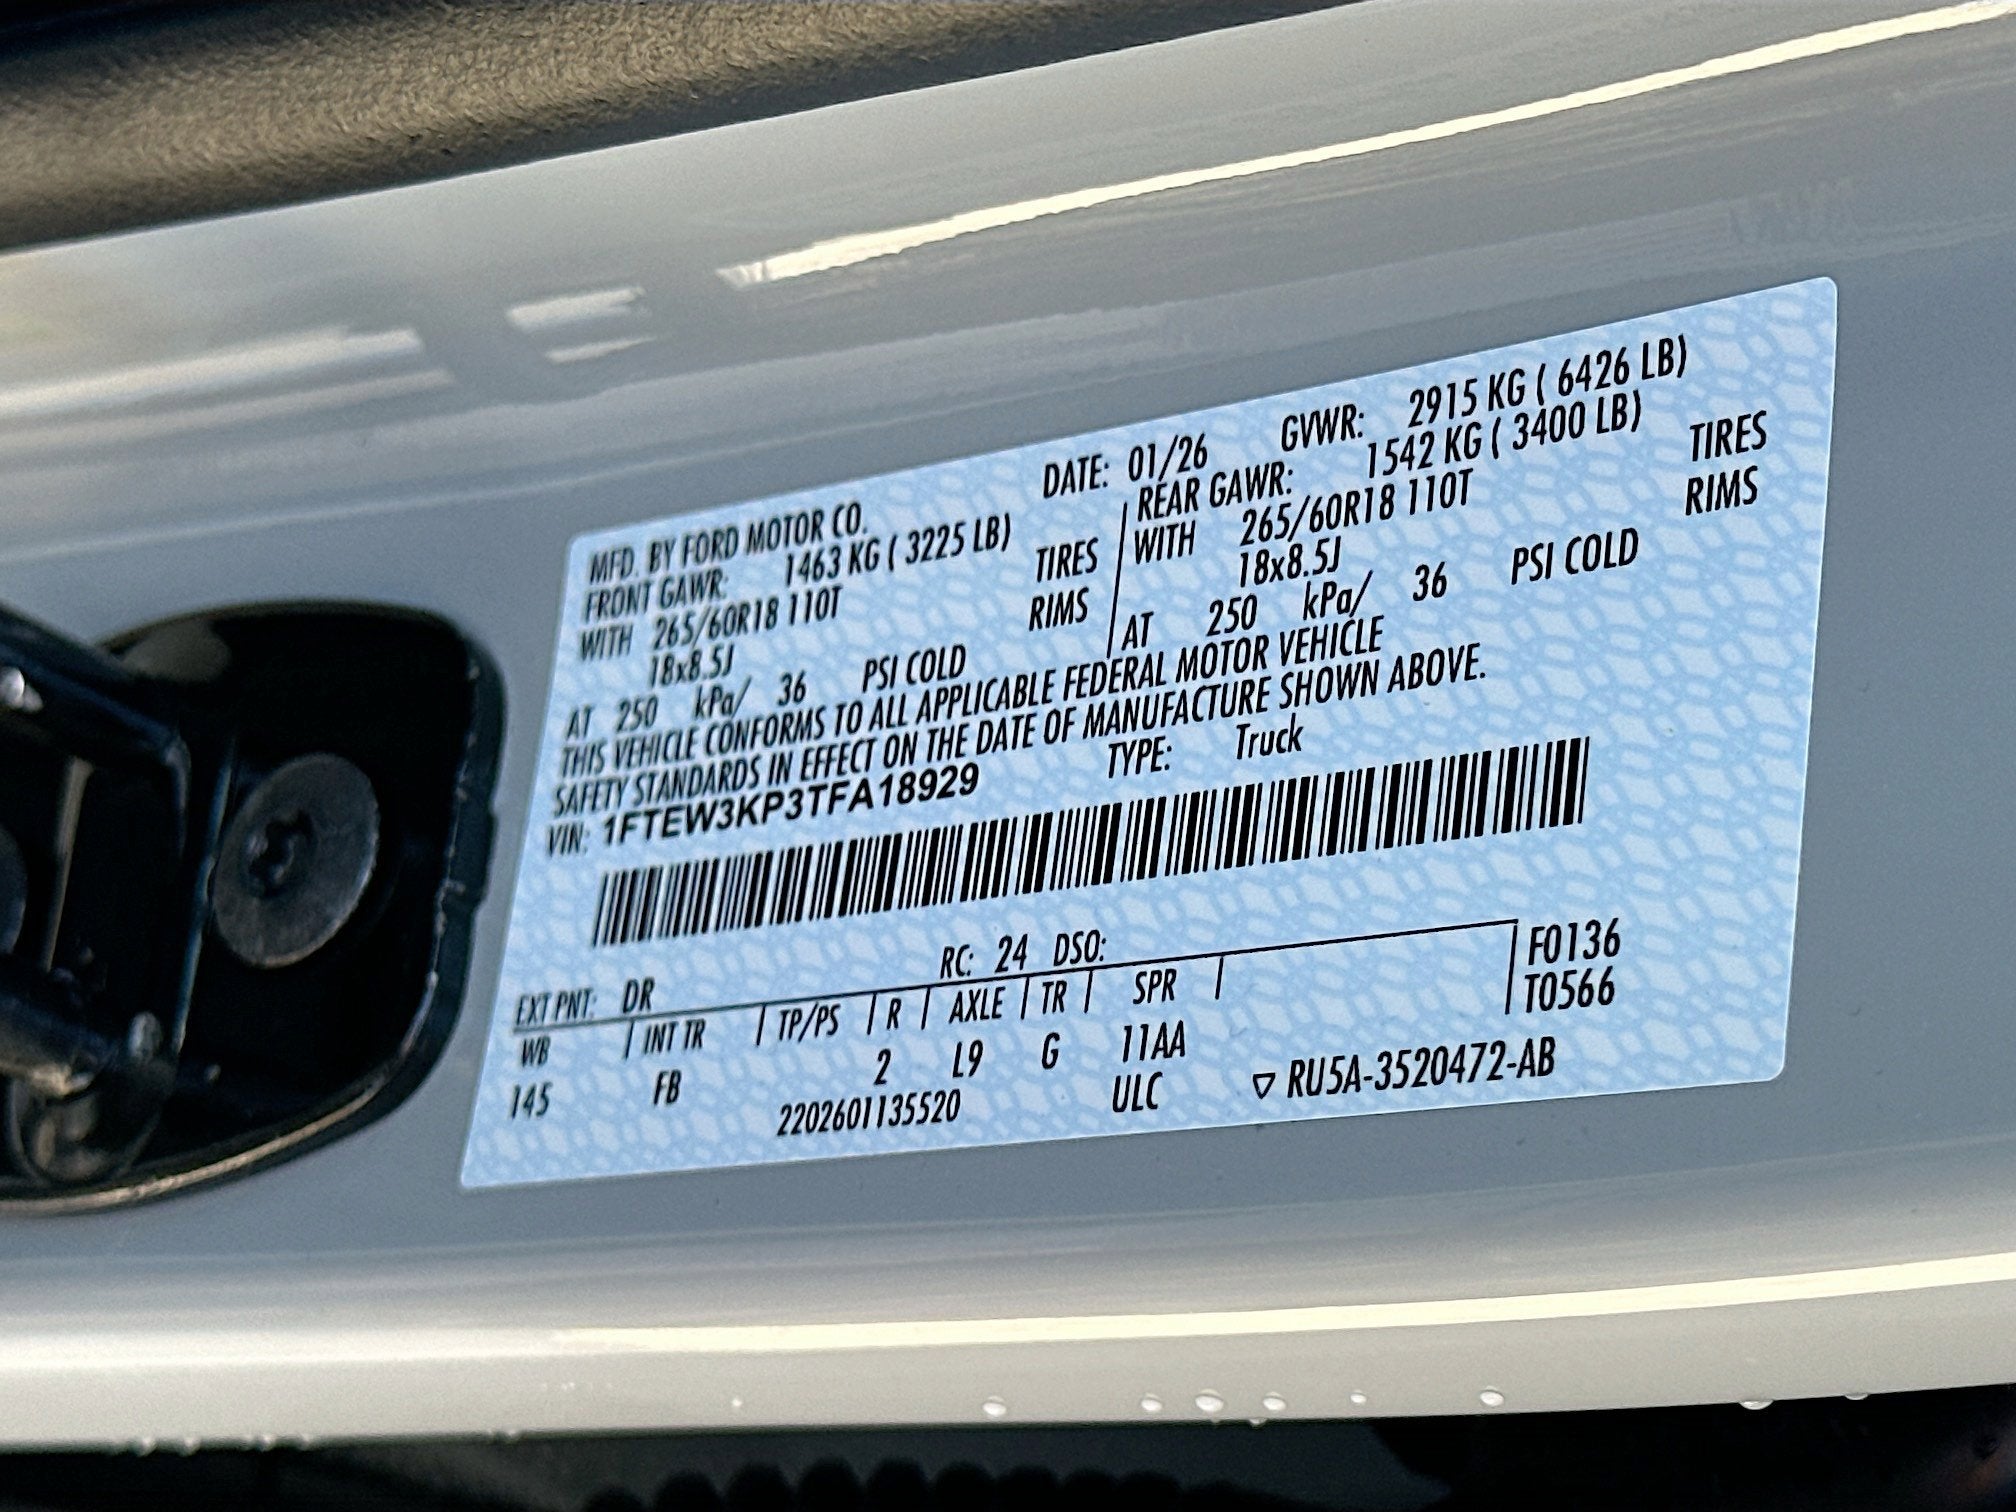 MFD. BY FORD MOTOR CO. DATE: 01/26 GVWR: 2915 KG ( 6426 LB)
FRONT GAWR: 1463 KG ( 3225 LB) REAR GAWR: 1542 KG ( 3400 LB)
WITH 265/60R18 110T TIRES WITH 265/60R18 110T TIRES
18x8.5J RIMS 18x8.5J RIMS
AT 250 kPa/ 36 PSI COLD AT 250 kPa/ 36 PSI COLD
THIS VEHICLE CONFORMS TO ALL APPLICABLE FEDERAL MOTOR VEHICLE
SAFETY STANDARDS IN EFFECT ON THE DATE OF MANUFACTURE SHOWN ABOVE.
VIN: 1FTEW3KP3TFA18929 TYPE: Truck
EXT PNT: DR RC: 24 DSO: F0136
WB INT TR TP/PS R AXLE TR SPR T0566
145 FB 2 L9 G 11AA
2202601135520 ULC ▽ RU5A-3520472-AB